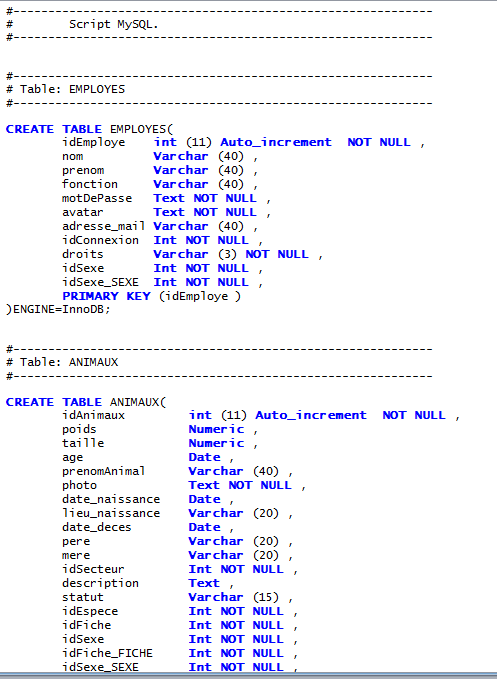 #------------------------------------------------------------
#        Script MySQL.
#------------------------------------------------------------
#------------------------------------------------------------
# Table: EMPLOYES
#------------------------------------------------------------
CREATE TABLE EMPLOYES(
        idEmploye    int (11) Auto_increment  NOT NULL ,
        nom          Varchar (40) ,
        prenom       Varchar (40) ,
        fonction     Varchar (40) ,
        motDePasse   Text NOT NULL ,
        avatar       Text NOT NULL ,
        adresse_mail Varchar (40) ,
        idConnexion  Int NOT NULL ,
        droits       Varchar (3) NOT NULL ,
        idSexe       Int NOT NULL ,
        idSexe_SEXE  Int NOT NULL ,
        PRIMARY KEY (idEmploye )
)ENGINE=InnoDB;
#------------------------------------------------------------
# Table: ANIMAUX
#------------------------------------------------------------
CREATE TABLE ANIMAUX(
        idAnimaux         int (11) Auto_increment  NOT NULL ,
        poids             Numeric ,
        taille            Numeric ,
        age               Date ,
        prenomAnimal      Varchar (40) ,
        photo             Text NOT NULL ,
        date_naissance    Date ,
        lieu_naissance    Varchar (20) ,
        date_deces        Date ,
        pere              Varchar (20) ,
        mere              Varchar (20) ,
        idSecteur         Int NOT NULL ,
        description       Text ,
        statut            Varchar (15) ,
        idEspece          Int NOT NULL ,
        idFiche           Int NOT NULL ,
        idSexe            Int NOT NULL ,
        idFiche_FICHE     Int NOT NULL ,
        idSexe_SEXE       Int NOT NULL ,